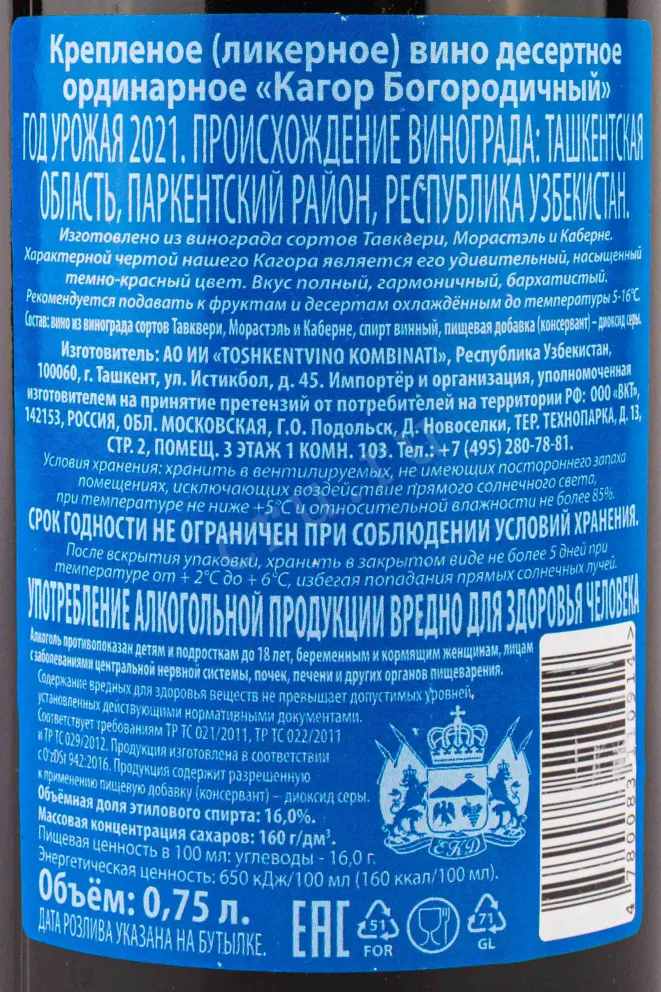 Крепленое (ликерное) вино десертное
ординарное «Кагор Богородичный»
ГОД УРОЖАЯ 2021. ПРОИСХОЖДЕНИЕ ВИНОГРАДА: ТАШКЕНТСКАЯ
ОБЛАСТЬ, ПАРКЕНТСКИЙ РАЙОН, РЕСПУБЛИКА УЗБЕКИСТАН.
Изготовлено из винограда сортов Тавквери, Морастэль и Каберне.
Характерной чертой нашего Кагора является его удивительный, насыщенный
темно-красный цвет. Вкус полный, гармоничный, бархатистый.
Рекомендуется подавать к фруктам и десертам охлаждённым до температуры 5-16°С.
Состав: вино из винограда сортов Тавквери, Морастэль и Каберне, спирт винный, пищевая добавка (консервант) – диоксид серы.
Изготовитель: АО ИИ «TOSHKENTVINO KOMBINATI», Республика Узбекистан,
100060, г. Ташкент, ул. Истикбол, д. 45. Импортёр и организация, уполномоченая
изготовителем на принятие претензий от потребителей на территории РФ: ООО «ВКТ»,
142153, РОССИЯ, ОБЛ. МОСКОВСКАЯ, Г.О. Подольск, Д. Новоселки, ТЕР. ТЕХНОПАРКА, Д. 13,
СТР. 2, ПОМЕЩ. 3 ЭТАЖ 1 КОМН. 103. Тел.: +7 (495) 280-78-81.
Условия хранения: хранить в вентилируемых, не имеющих постороннего запаха
помещениях, исключающих воздействие прямого солнечного света,
при температуре не ниже +5°С и относительной влажности не более 85%.
СРОК ГОДНОСТИ НЕ ОГРАНИЧЕН ПРИ СОБЛЮДЕНИИ УСЛОВИЙ ХРАНЕНИЯ.
После вскрытия упаковки, хранить в закрытом виде не более 5 дней при
температуре от + 2°С до + 6°С, избегая попадания прямых солнечных лучей.
УПОТРЕБЛЕНИЕ АЛКОГОЛЬНОЙ ПРОДУКЦИИ ВРЕДНО ДЛЯ ЗДОРОВЬЯ ЧЕЛОВЕКА
Алкоголь противопоказан детям и подросткам до 18 лет, беременным и кормящим женщинам, лицам
с заболеваниями центральной нервной системы, почек, печени и других органов пищеварения.
Содержание вредных для здоровья веществ не превышает допустимых уровней,
установленных действующими нормативными документами.
Соответствует требованиям ТР ТС 021/2011, ТР ТС 022/2011
и ТР ТС 029/2012. Продукция изготовлена в соответствии
с O'zDSt 942:2016. Продукция содержит разрешенную
к применению пищевую добавку (консервант) – диоксид серы.
Объёмная доля этилового спирта: 16,0%.
Массовая концентрация сахаров: 160 г/дм³.
Пищевая ценность в 100 мл: углеводы - 16,0 г.
Энергетическая ценность: 650 кДж/100 мл (160 ккал/100 мл).
Объём: 0,75 л.
ДАТА РОЗЛИВА УКАЗАНА НА БУТЫЛКЕ.
ЕКД
EAC
51
FOR
71
GL
4 780083 110914 >
cru.ru